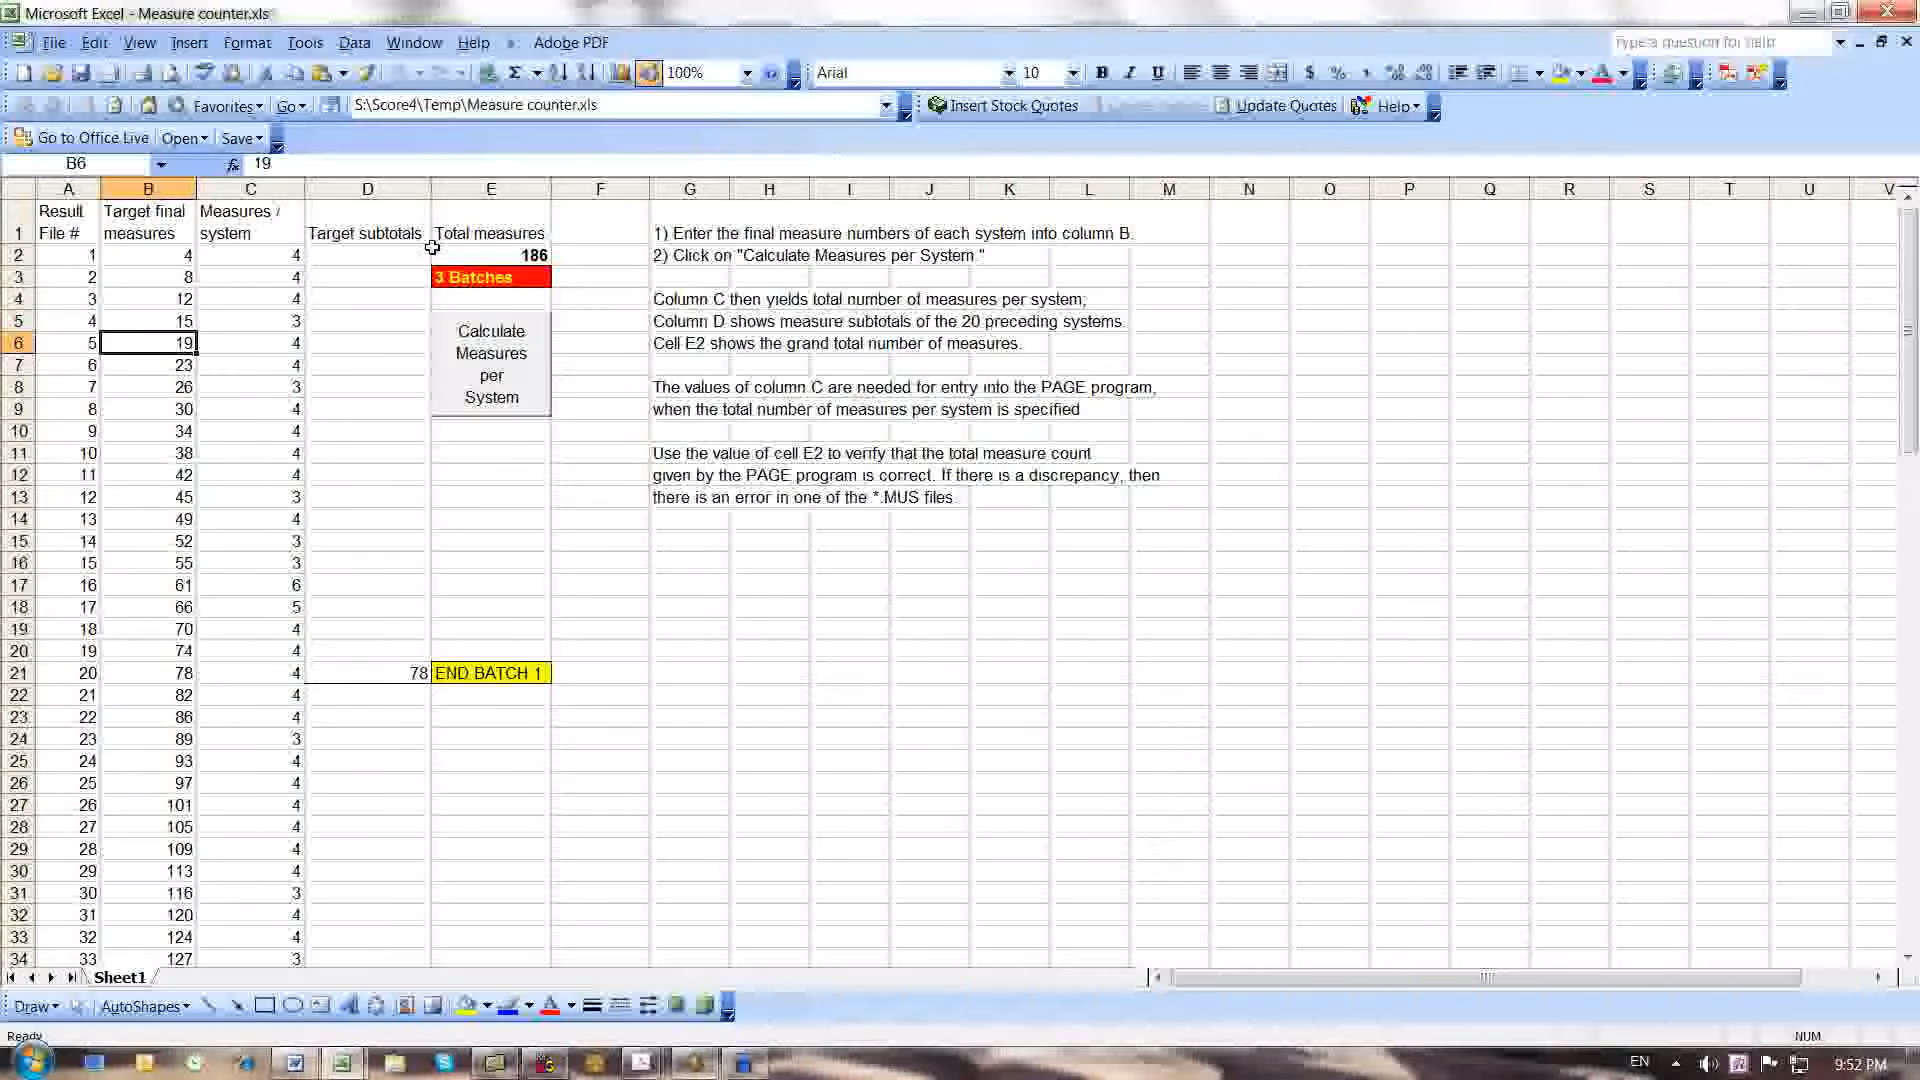 Microsoft Excel - Measure counter.xls
File Edit View Insert Format Tools Data Window Help Adobe PDF
Type a question for help
100% Arial 10 B I U $ %
Favorites Go S:\Score4\Temp\Measure counter.xls Insert Stock Quotes Update Quotes Help
Go to Office Live Open Save
B6 fx 19
A B C D E F G H I J K L M N O P Q R S T U V
Result Target final Measures /
1 File # measures system Target subtotals Total measures 1) Enter the final measure numbers of each system into column B.
2 1 4 4 186 2) Click on "Calculate Measures per System."
3 2 8 4 3 Batches
4 3 12 4 Column C then yields total number of measures per system;
5 4 15 3 Calculate Column D shows measure subtotals of the 20 preceding systems.
6 5 19 4 Measures Cell E2 shows the grand total number of measures.
7 6 23 4 per
8 7 26 3 System The values of column C are needed for entry into the PAGE program,
9 8 30 4 when the total number of measures per system is specified
10 9 34 4
11 10 38 4 Use the value of cell E2 to verify that the total measure count
12 11 42 4 given by the PAGE program is correct. If there is a discrepancy, then
13 12 45 3 there is an error in one of the *.MUS files.
14 13 49 4
15 14 52 3
16 15 55 3
17 16 61 6
18 17 66 5
19 18 70 4
20 19 74 4
21 20 78 4 78 END BATCH 1
22 21 82 4
23 22 86 4
24 23 89 3
25 24 93 4
26 25 97 4
27 26 101 4
28 27 105 4
29 28 109 4
30 29 113 4
31 30 116 3
32 31 120 4
33 32 124 4
34 33 127 3
Sheet1
Draw AutoShapes
Ready NUM
EN 9:52 PM